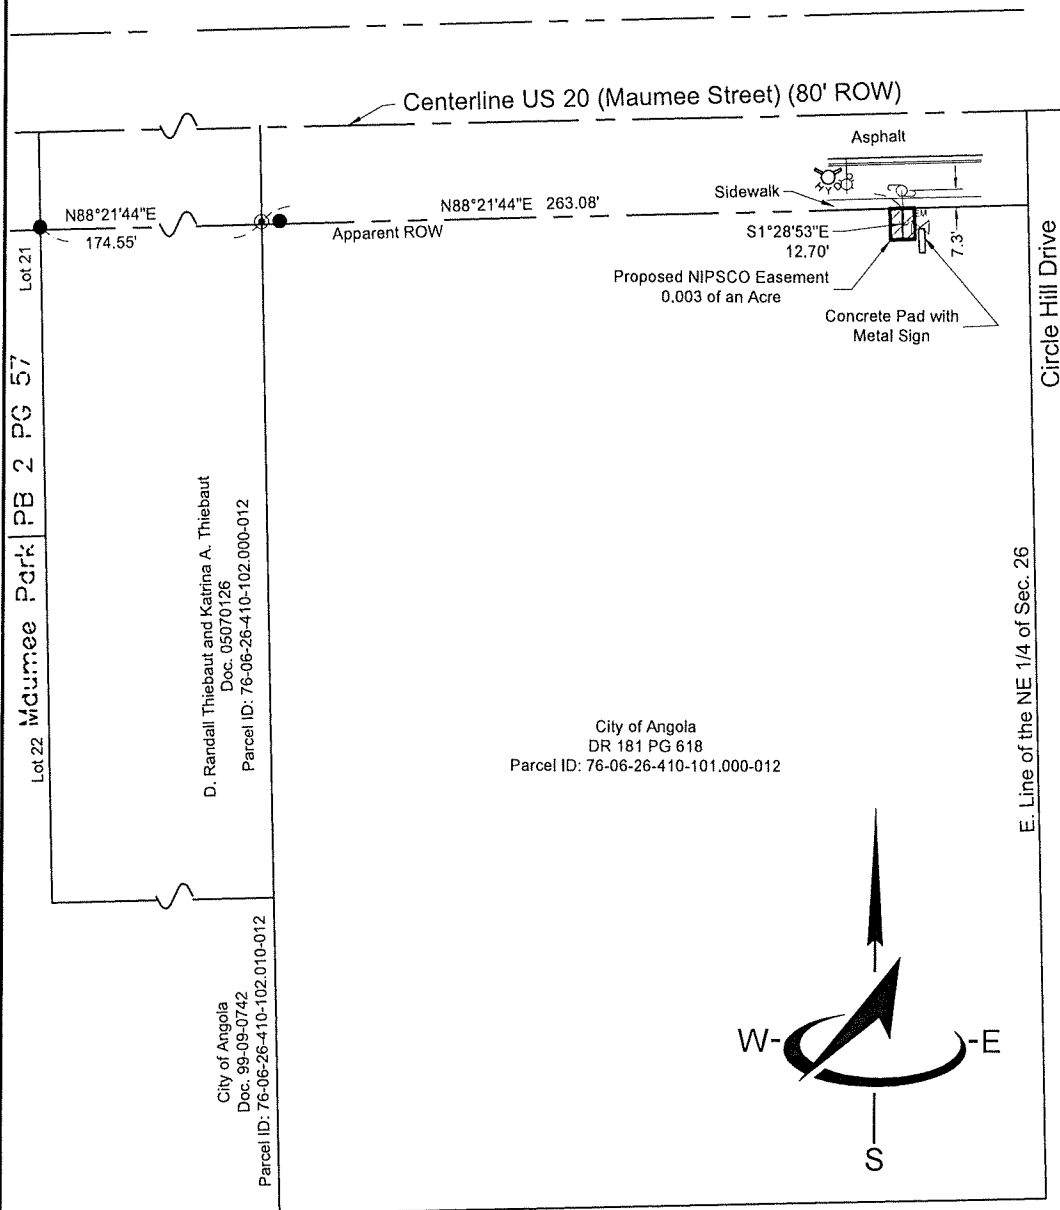 Centerline US 20 (Maumee Street) (80' ROW)
Asphalt
Sidewalk
N88°21'44"E
174.55'
N88°21'44"E 263.08'
Apparent ROW
S1°28'53"E
12.70'
7.3'
Proposed NIPSCO Easement
0.003 of an Acre
Concrete Pad with
Metal Sign
Circle Hill Drive
Lot 21
Maumee Park PB 2 PG 57
Lot 22
D. Randall Thiebaut and Katrina A. Thiebaut
Doc. 05070126
Parcel ID: 76-06-26-410-102.000-012
E. Line of the NE 1/4 of Sec. 26
City of Angola
DR 181 PG 618
Parcel ID: 76-06-26-410-101.000-012
City of Angola
Doc. 99-09-0742
Parcel ID: 76-06-26-410-102.010-012
W
E
S